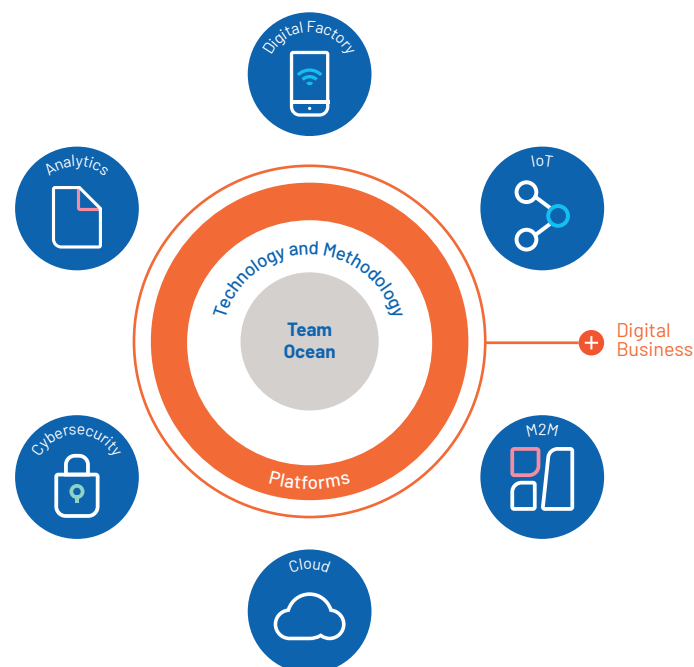 Digital Factory
Analytics
IoT
Technology and Methodology
Team
Ocean
Digital
Business
Cybersecurity
M2M
Platforms
Cloud